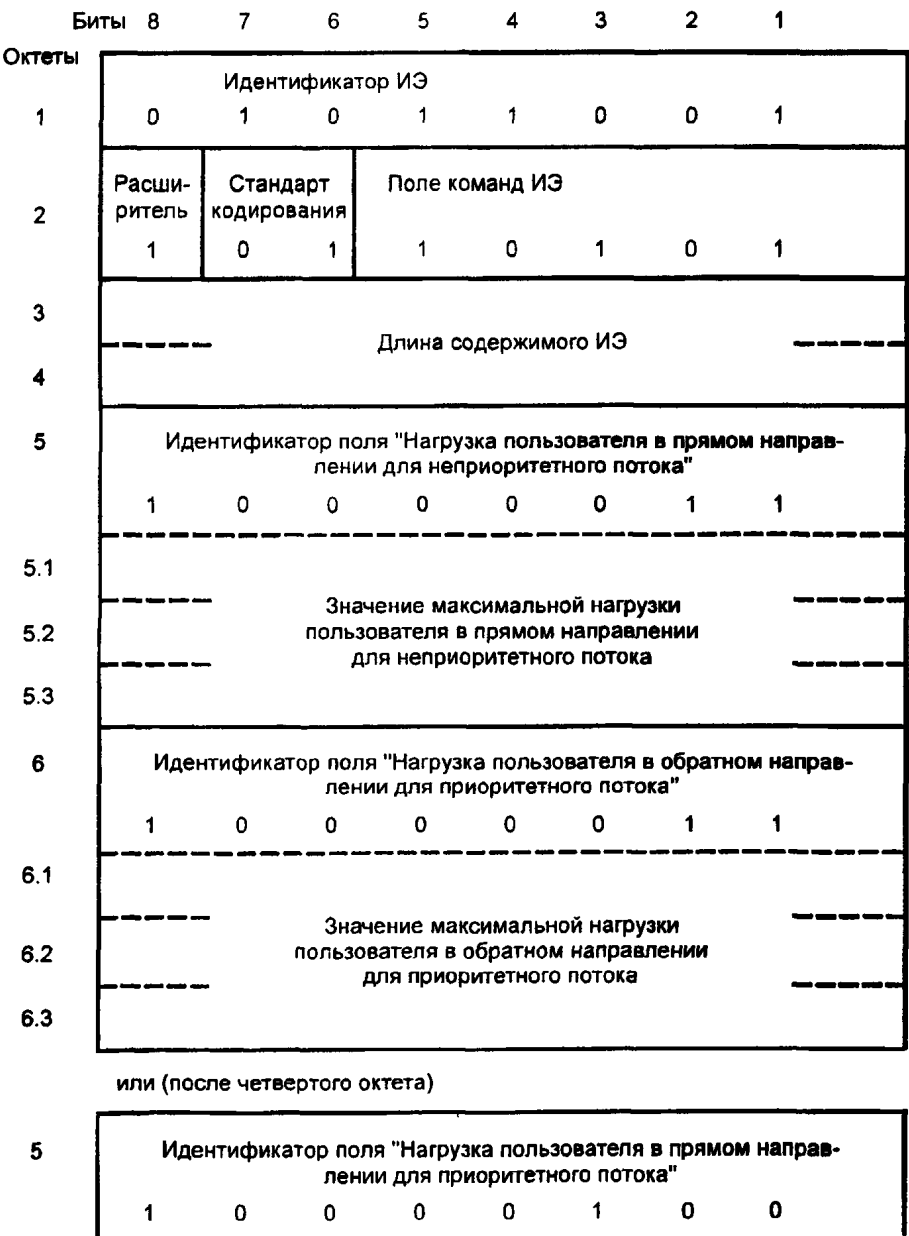 Биты 8 7 6 5 4 3 2 1
Октеты
Идентификатор ИЭ
1 0 1 0 1 1 0 0 1
Расши- Стандарт Поле команд ИЭ
2 ритель кодирования
1 0 1 1 0 1 0 1
3
Длина содержимого ИЭ
4
5 Идентификатор поля "Нагрузка пользователя в прямом направ-
лении для неприоритетного потока"
1 0 0 0 0 0 1 1
5.1
Значение максимальной нагрузки
5.2 пользователя в прямом направлении
для неприоритетного потока
5.3
6 Идентификатор поля "Нагрузка пользователя в обратном направ-
лении для приоритетного потока"
1 0 0 0 0 0 1 1
6.1
Значение максимальной нагрузки
6.2 пользователя в обратном направлении
для приоритетного потока
6.3
или (после четвертого октета)
5 Идентификатор поля "Нагрузка пользователя в прямом направ-
лении для приоритетного потока"
1 0 0 0 0 1 0 0